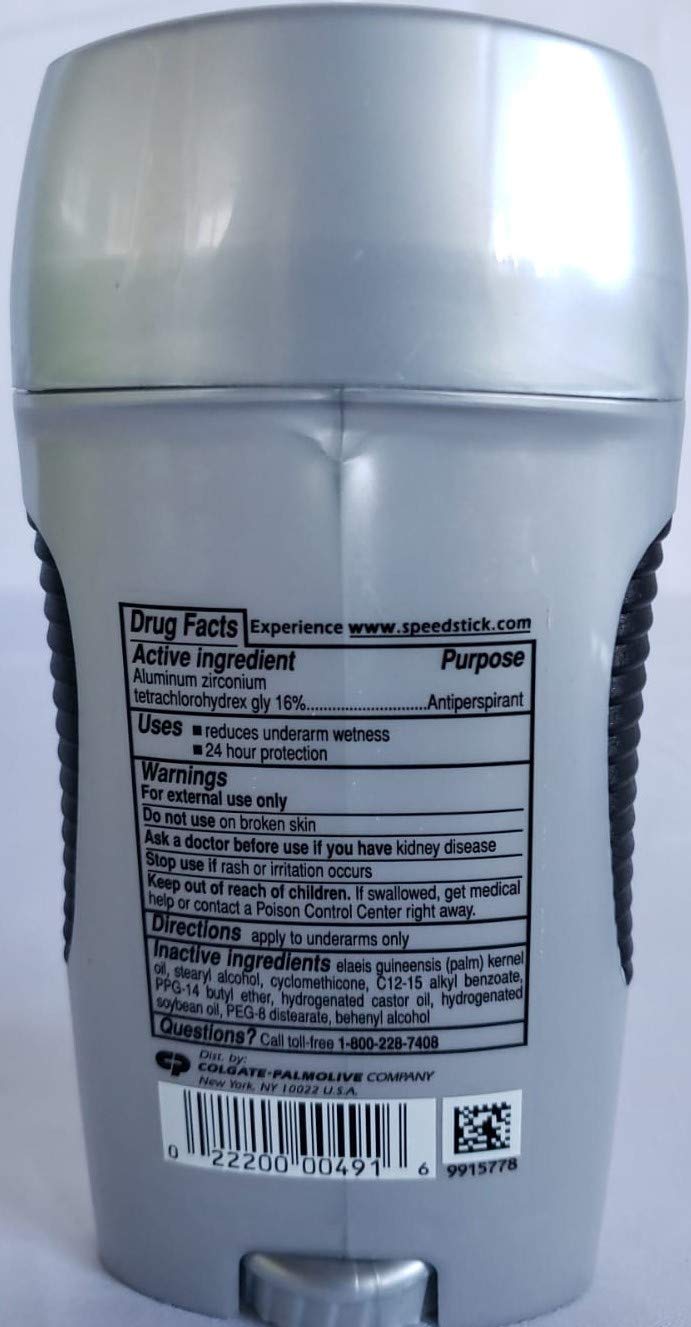 Drug Facts Experience www.speedstick.com
Active ingredient Purpose
Aluminum zirconium
tetrachlorohydrex gly 16%............................Antiperspirant
Uses ■ reduces underarm wetness
■ 24 hour protection
Warnings
For external use only
Do not use on broken skin
Ask a doctor before use if you have kidney disease
Stop use if rash or irritation occurs
Keep out of reach of children. If swallowed, get medical
help or contact a Poison Control Center right away.
Directions apply to underarms only
Inactive ingredients elaeis guineensis (palm) kernel
oil, stearyl alcohol, cyclomethicone, C12-15 alkyl benzoate,
PPG-14 butyl ether, hydrogenated castor oil, hydrogenated
soybean oil, PEG-8 distearate, behenyl alcohol
Questions? Call toll-free 1-800-228-7408
CP Dist. by:
COLGATE-PALMOLIVE COMPANY
New York, NY 10022 U.S.A.
0 22200 00491 6 9915778